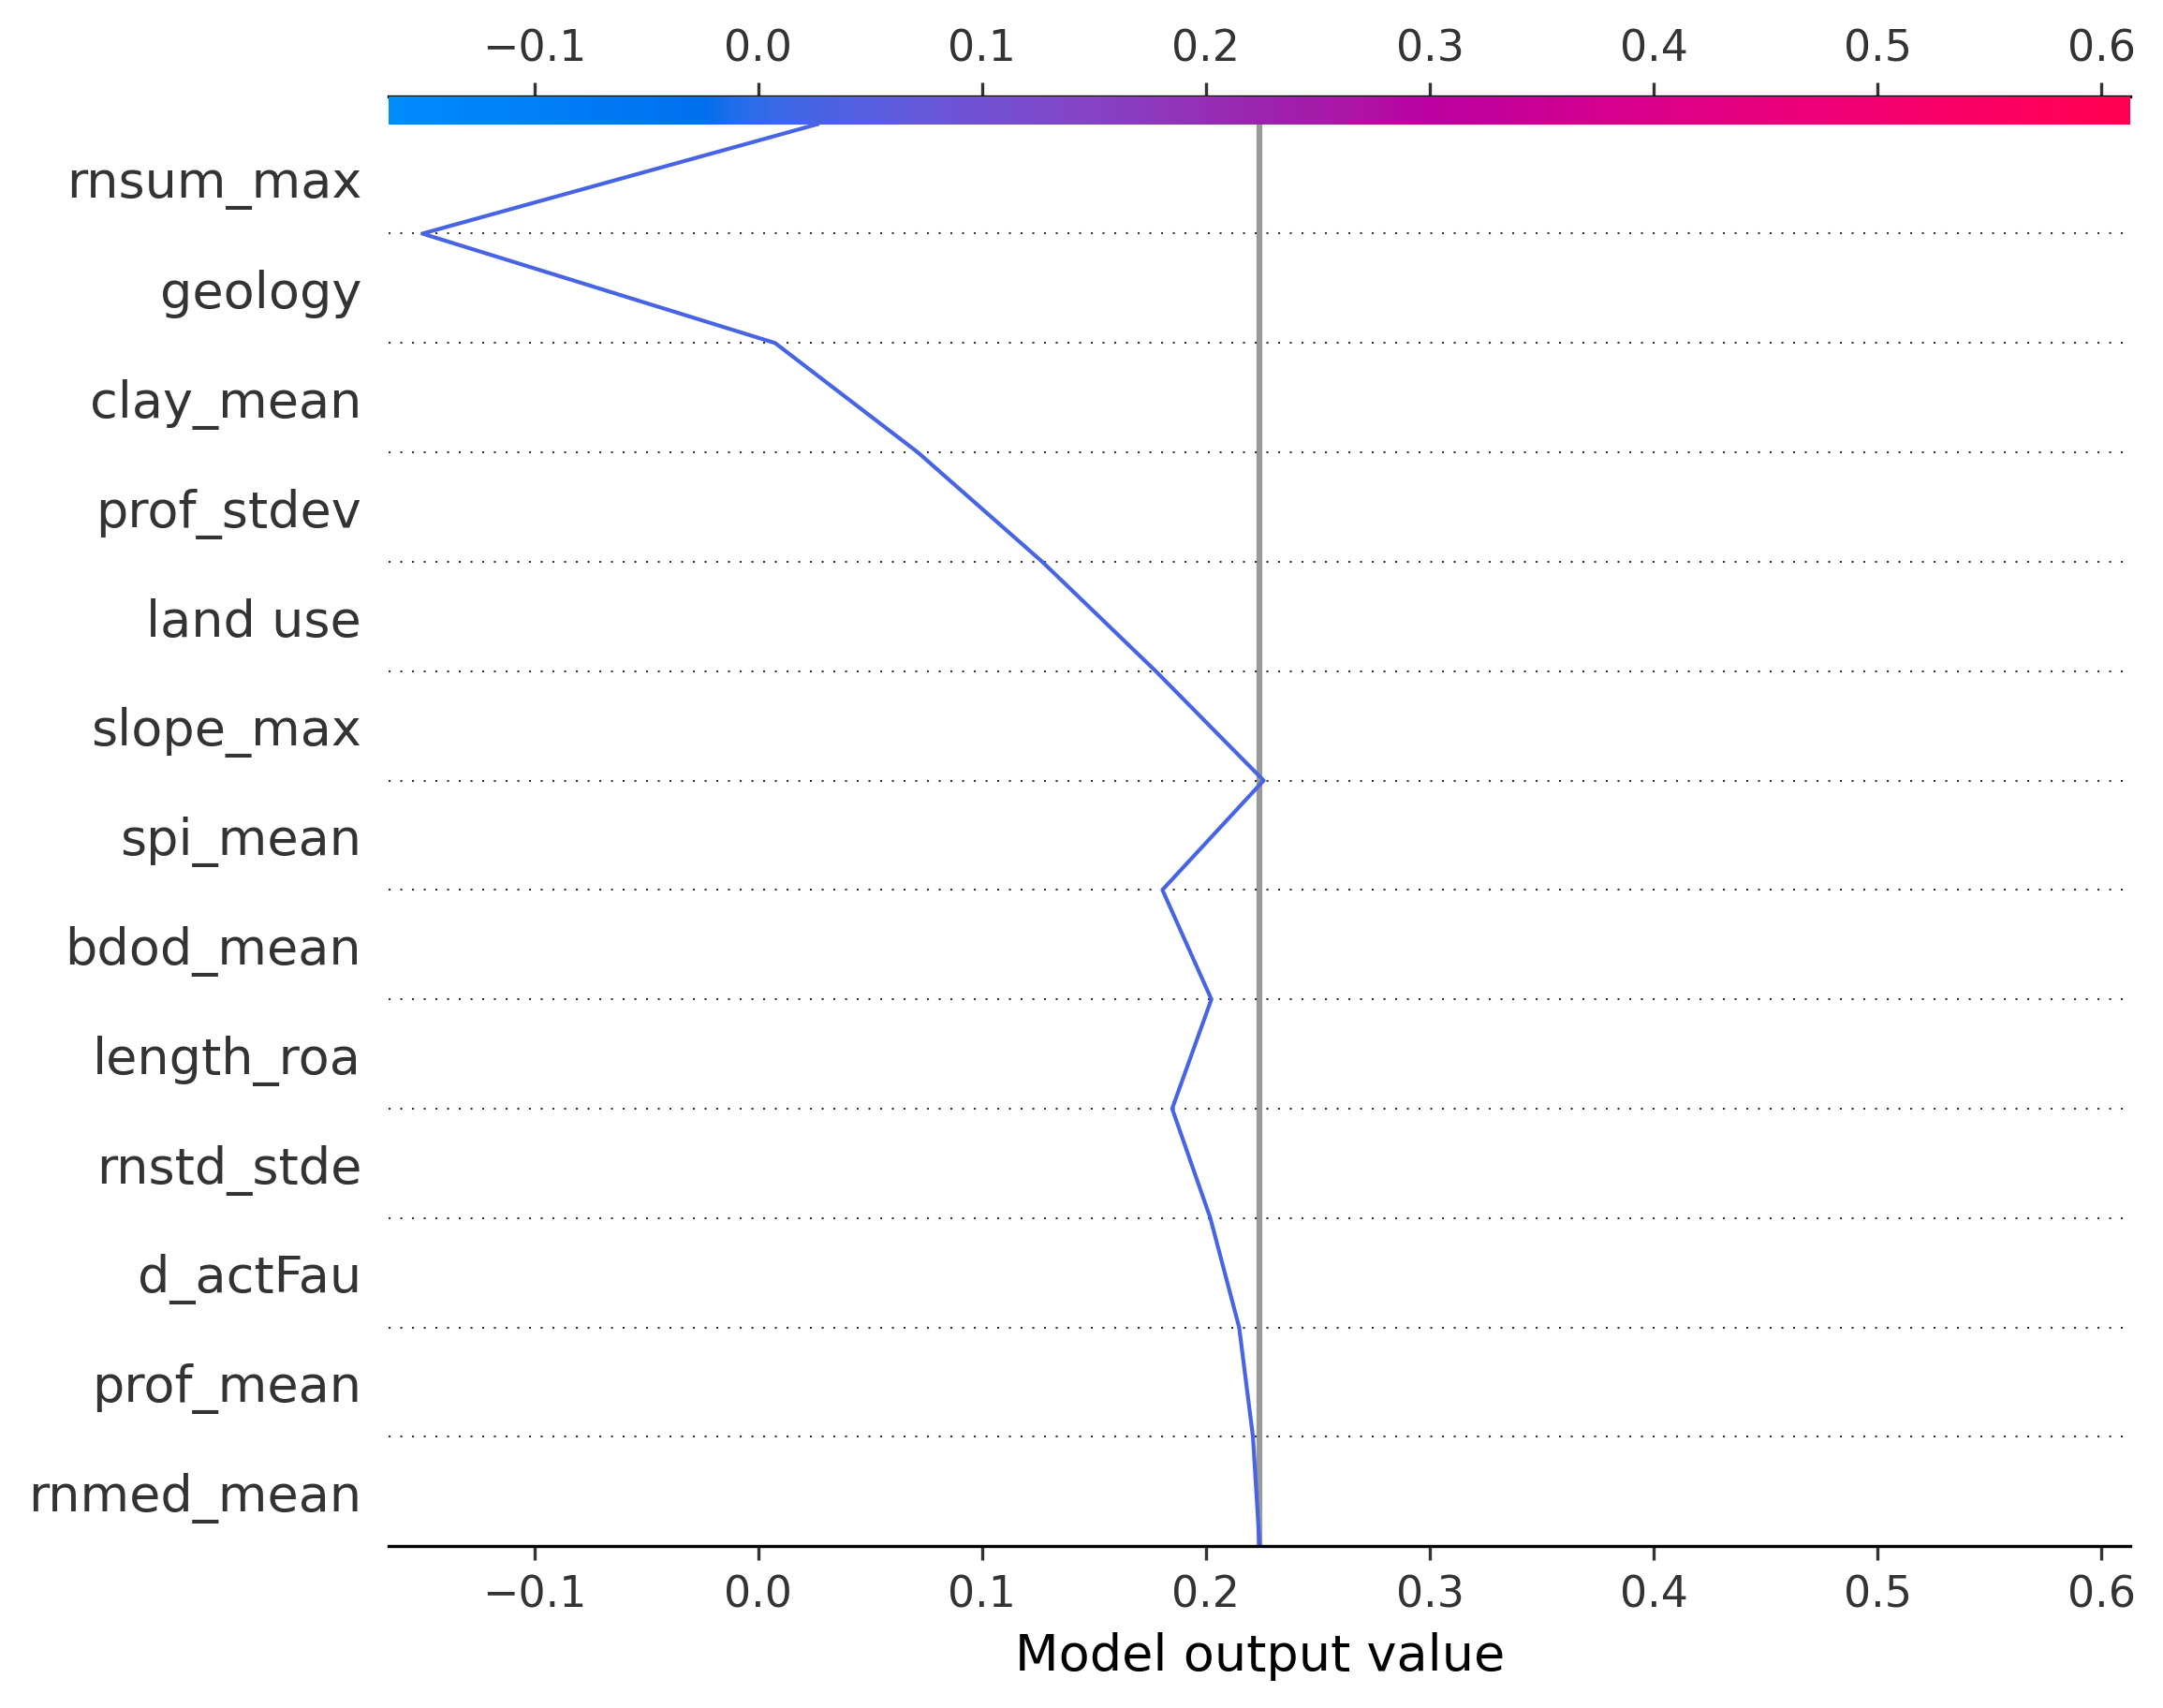 −0.1 0.0 0.1 0.2 0.3 0.4 0.5 0.6
rnsum_max
geology
clay_mean
prof_stdev
land use
slope_max
spi_mean
bdod_mean
length_roa
rnstd_stde
d_actFau
prof_mean
rnmed_mean
−0.1 0.0 0.1 0.2 0.3 0.4 0.5 0.6
Model output value